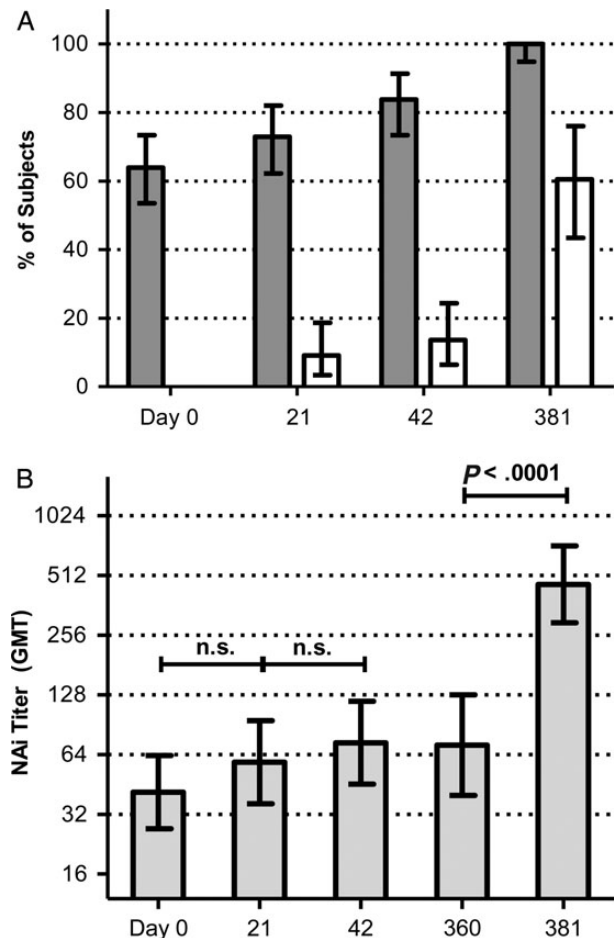 A
% of Subjects
100
80
60
40
20
0
Day 0 21 42 381
B
P < .0001
NAi Titer (GMT)
1024
512
256
n.s. n.s.
128
64
32
16
Day 0 21 42 360 381